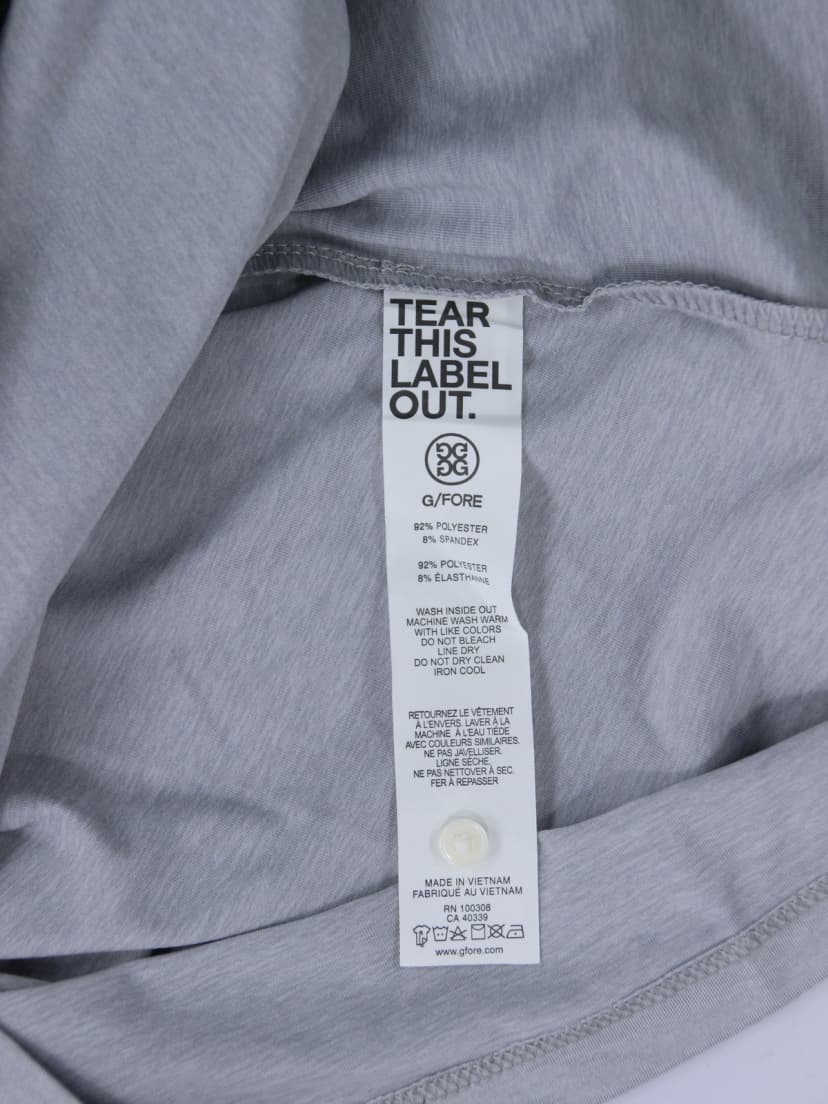 TEAR
THIS
LABEL
OUT.
G/FORE
92% POLYESTER
8% SPANDEX
92% POLYESTER
8% ÉLASTHANNE
WASH INSIDE OUT
MACHINE WASH WARM
WITH LIKE COLORS
DO NOT BLEACH
LINE DRY
DO NOT DRY CLEAN
IRON COOL
RETOURNEZ LE VÊTEMENT
À L'ENVERS. LAVER À LA
MACHINE À L'EAU TIÉDE
AVEC COULEURS SIMILAIRES.
NE PAS JAVELLISER.
LIGNE SÈCHE,
NE PAS NETTOVER À SEC.
FER À REPASSER
MADE IN VIETNAM
FABRIQUÉ AU VIETNAM
RN 100308
CA 40339
www.gfore.com